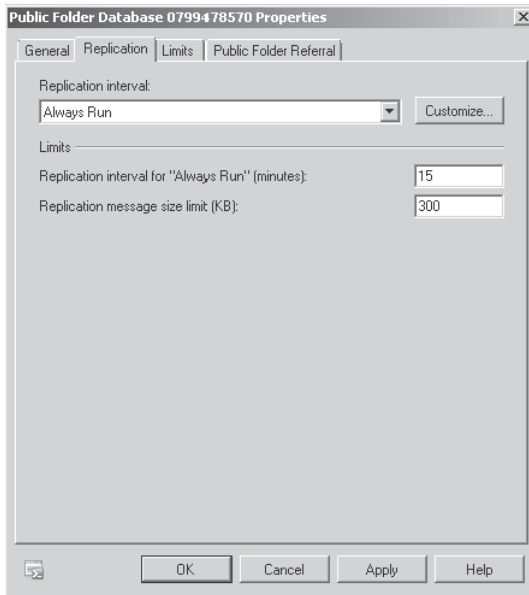 Public Folder Database 0799478570 Properties
General
Replication
Limits
Public Folder Referral
Replication interval:
Always Run
Customize...
Limits
Replication interval for "Always Run" (minutes):
15
Replication message size limit (KB):
300
OK
Cancel
Apply
Help